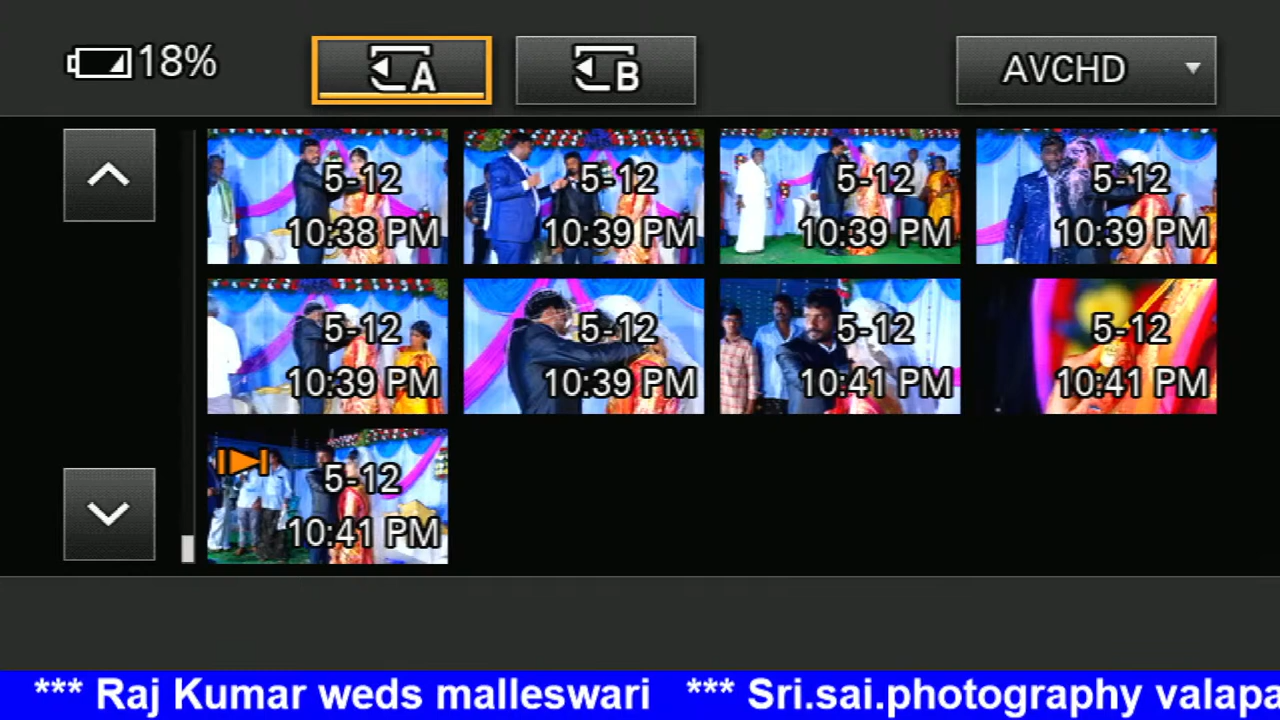 18% A B AVCHD
5-12 5-12 5-12 5-12
10:38 PM 10:39 PM 10:39 PM 10:39 PM
5-12 5-12 5-12 5-12
10:39 PM 10:39 PM 10:41 PM 10:41 PM
5-12
10:41 PM
*** Raj Kumar weds malleswari *** Sri.sai.photography